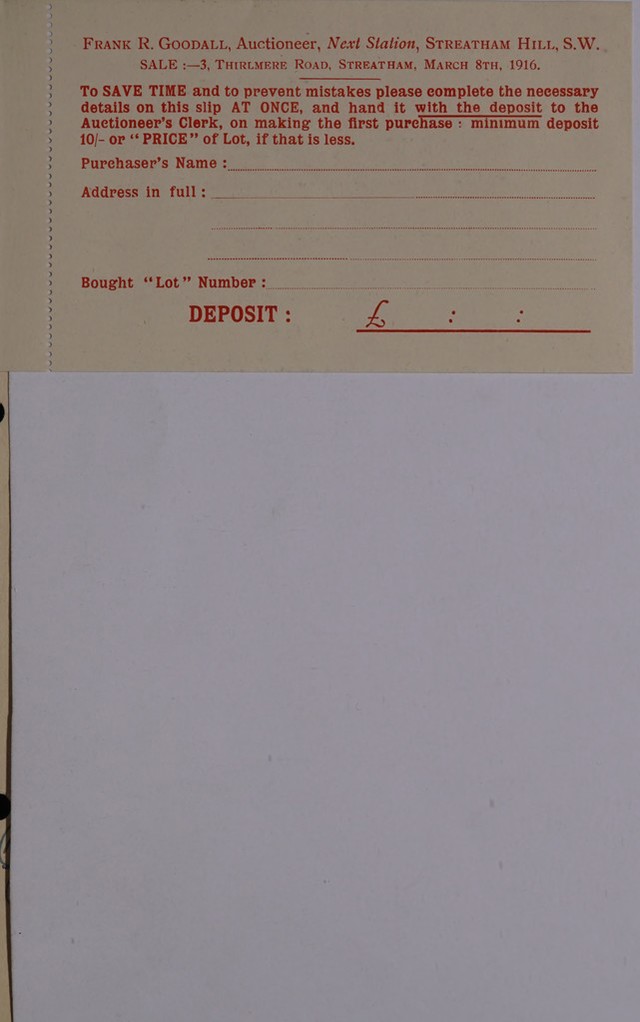 FRANK R. GOODALL, Auctioneer, Next Station, STREATHAM HILL, S.W.
SALE :—3, THIRLMERE ROAD, STREATHAM, MARCH 8TH, 1916.
To SAVE TIME and to prevent mistakes please complete the necessary
details on this slip AT ONCE, and hand it with the deposit to the
Auctioneer's Clerk, on making the first purchase : minimum deposit
10/- or "PRICE" of Lot, if that is less.
Purchaser's Name :
Address in full :
Bought "Lot" Number :
DEPOSIT : £ : :